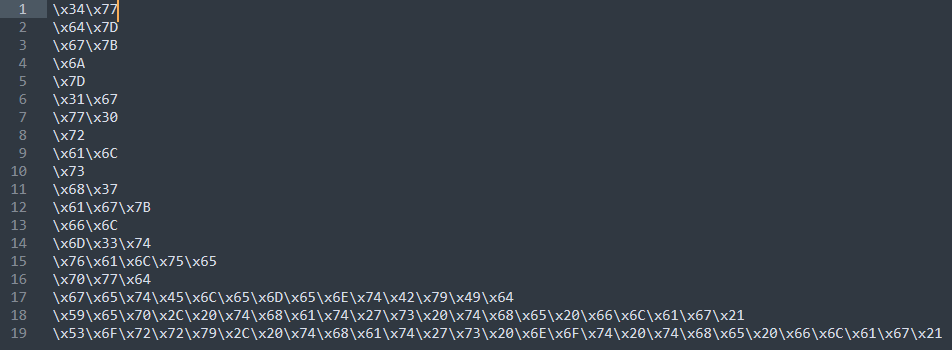 1 \x34\x77
2 \x64\x7D
3 \x67\x7B
4 \x6A
5 \x7D
6 \x31\x67
7 \x77\x30
8 \x72
9 \x61\x6C
10 \x73
11 \x68\x37
12 \x61\x67\x7B
13 \x66\x6C
14 \x6D\x33\x74
15 \x76\x61\x6C\x75\x65
16 \x70\x77\x64
17 \x67\x65\x74\x45\x6C\x65\x6D\x65\x6E\x74\x42\x79\x49\x64
18 \x59\x65\x70\x2C\x20\x74\x68\x61\x74\x27\x73\x20\x74\x68\x65\x20\x66\x6C\x61\x67\x21
19 \x53\x6F\x72\x72\x79\x2C\x20\x74\x68\x61\x74\x27\x73\x20\x6E\x6F\x74\x20\x74\x68\x65\x20\x66\x6C\x61\x67\x21